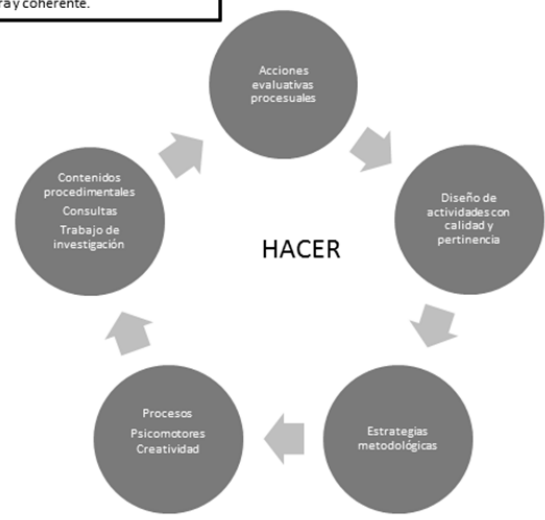 y coherente.
Acciones
evaluativas
procesuales
Diseño de
actividades con
calidad y
pertinencia
HACER
Contenidos
procedimentales
Consultas
Trabajo de
investigación
Procesos
Psicomotores
Creatividad
Estrategias
metodológicas